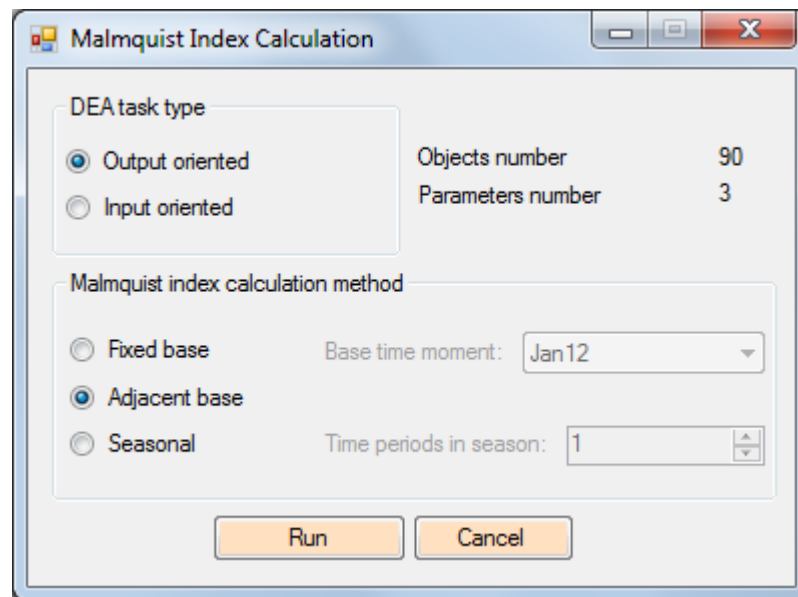 Malmquist Index Calculation
DEA task type
Output oriented
Input oriented
Objects number 90
Parameters number 3
Malmquist index calculation method
Fixed base Base time moment: Jan12
Adjacent base
Seasonal Time periods in season: 1
Run Cancel